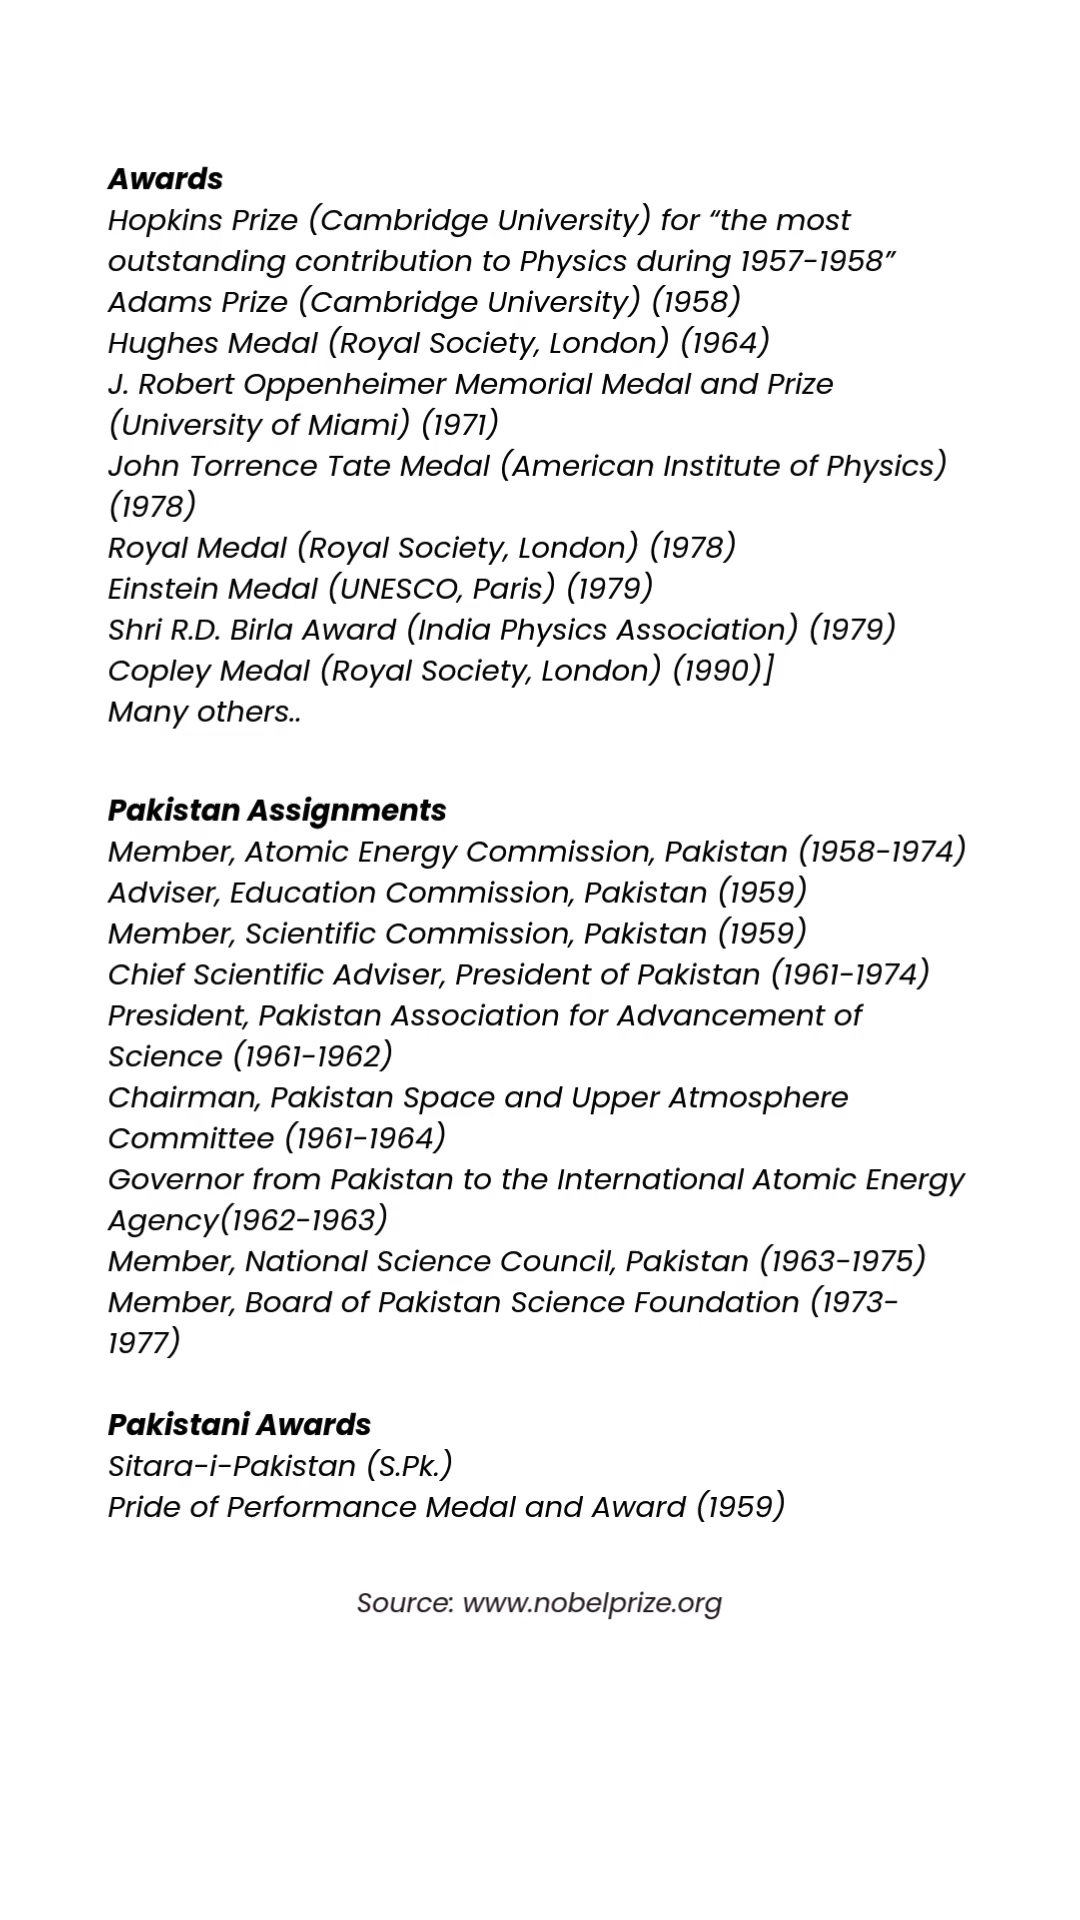 Awards
Hopkins Prize (Cambridge University) for “the most
outstanding contribution to Physics during 1957-1958”
Adams Prize (Cambridge University) (1958)
Hughes Medal (Royal Society, London) (1964)
J. Robert Oppenheimer Memorial Medal and Prize
(University of Miami) (1971)
John Torrence Tate Medal (American Institute of Physics)
(1978)
Royal Medal (Royal Society, London) (1978)
Einstein Medal (UNESCO, Paris) (1979)
Shri R.D. Birla Award (India Physics Association) (1979)
Copley Medal (Royal Society, London) (1990)]
Many others..
Pakistan Assignments
Member, Atomic Energy Commission, Pakistan (1958-1974)
Adviser, Education Commission, Pakistan (1959)
Member, Scientific Commission, Pakistan (1959)
Chief Scientific Adviser, President of Pakistan (1961-1974)
President, Pakistan Association for Advancement of
Science (1961-1962)
Chairman, Pakistan Space and Upper Atmosphere
Committee (1961-1964)
Governor from Pakistan to the International Atomic Energy
Agency(1962-1963)
Member, National Science Council, Pakistan (1963-1975)
Member, Board of Pakistan Science Foundation (1973-
1977)
Pakistani Awards
Sitara-i-Pakistan (S.Pk.)
Pride of Performance Medal and Award (1959)
Source: www.nobelprize.org